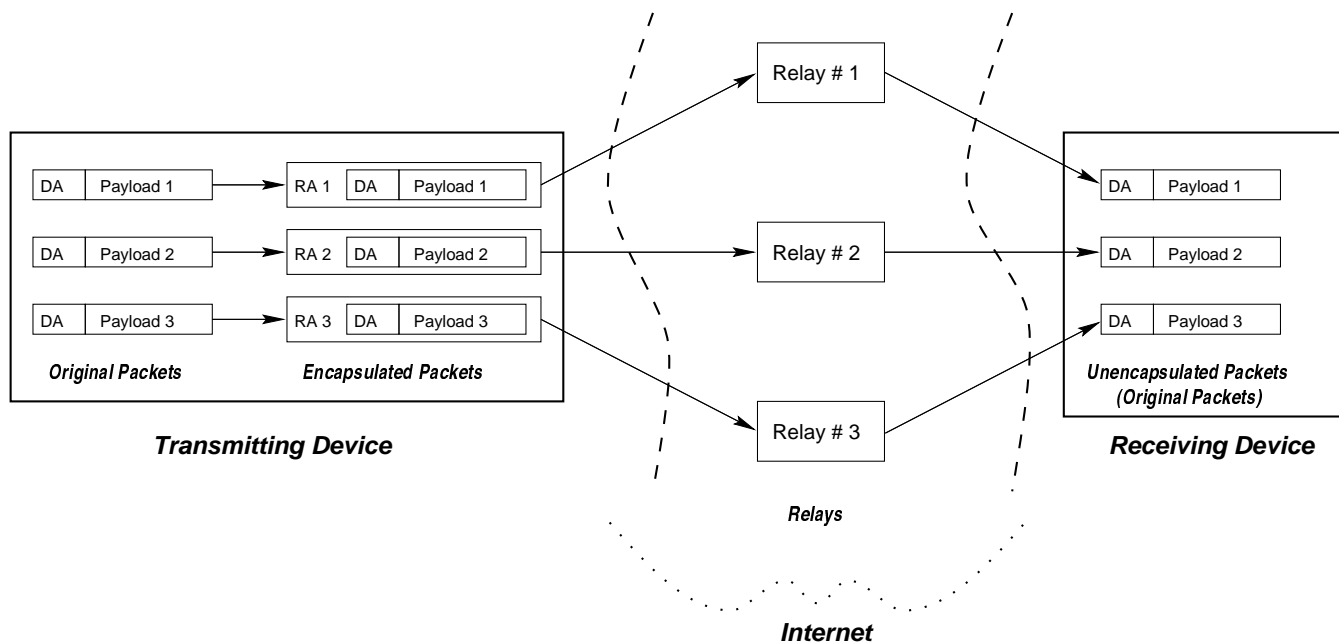 Relay # 1
DA Payload 1
RA 1 DA Payload 1
DA Payload 1
DA Payload 2
RA 2 DA Payload 2
Relay # 2
DA Payload 2
DA Payload 3
RA 3 DA Payload 3
DA Payload 3
Original Packets
Encapsulated Packets
Unencapsulated Packets
(Original Packets)
Relay # 3
Transmitting Device
Receiving Device
Relays
Internet